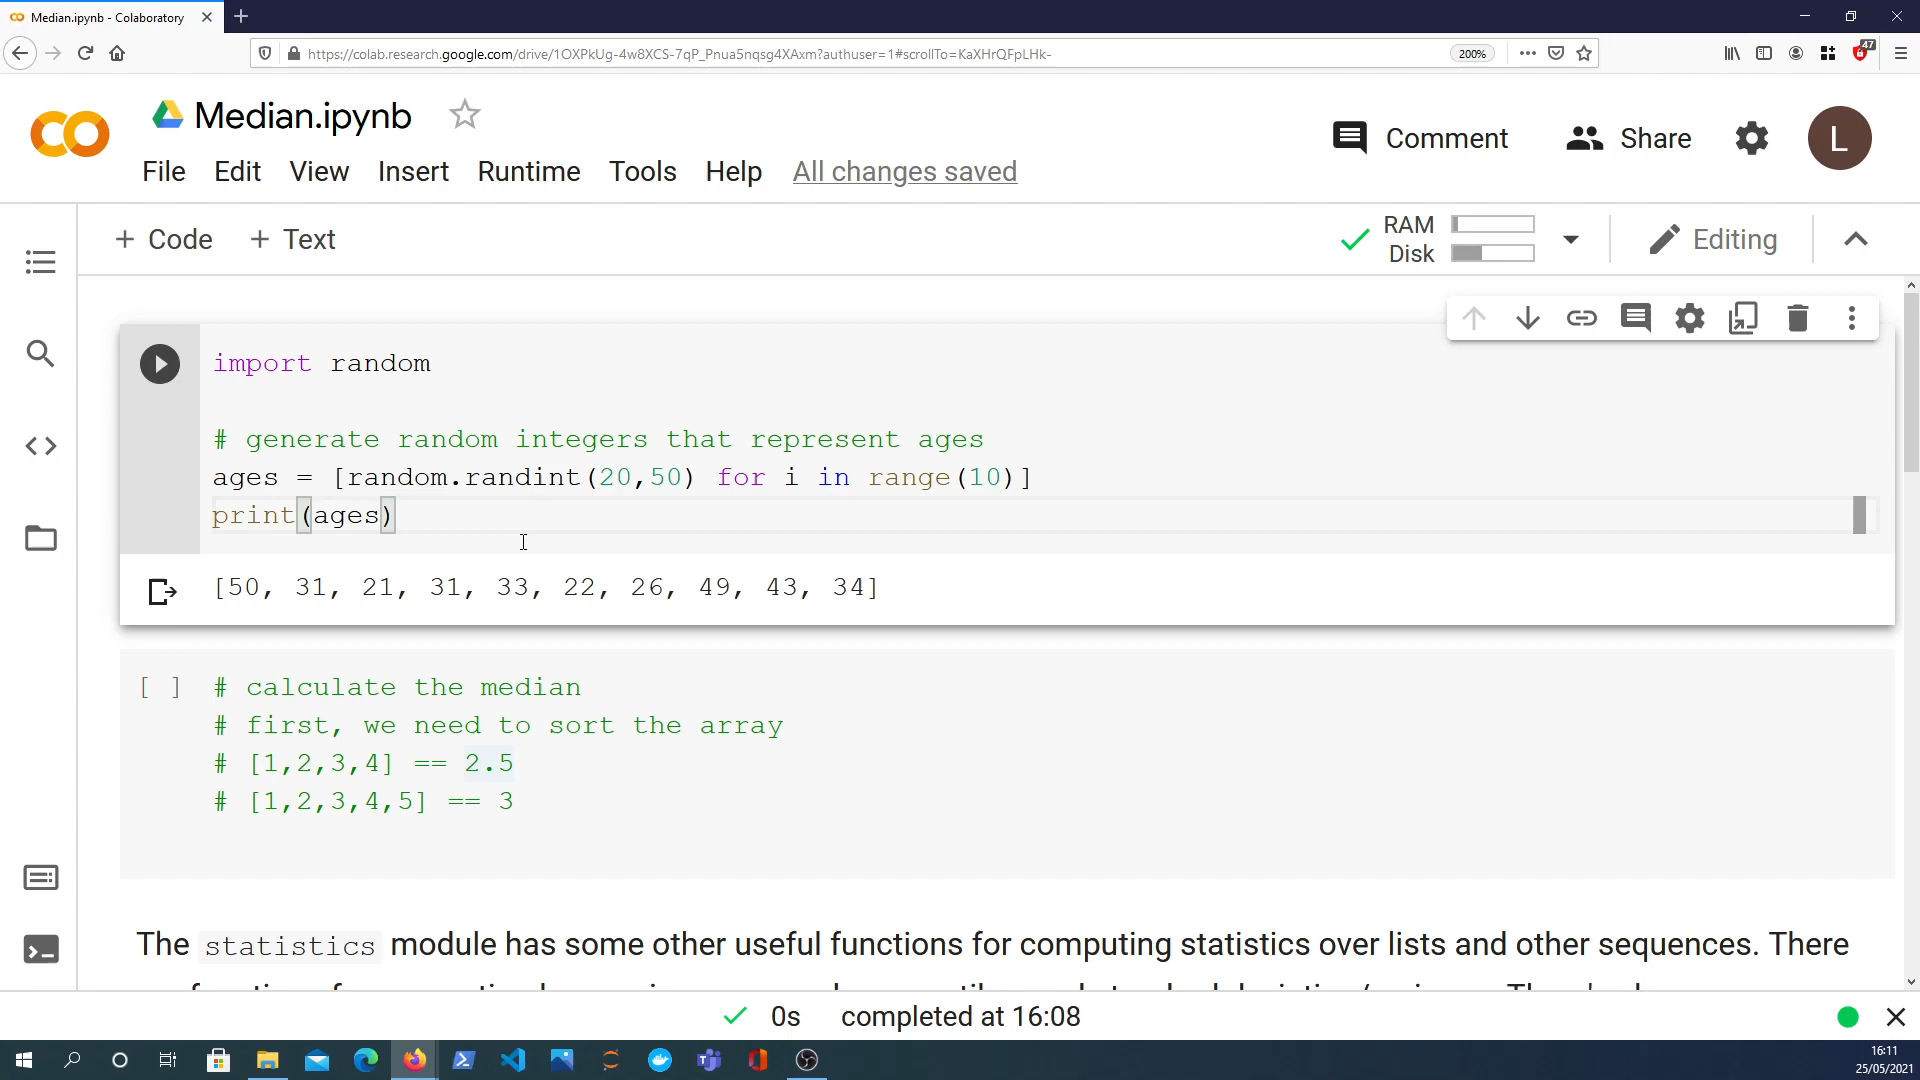 Median.ipynb - Colaboratory
https://colab.research.google.com/drive/1OXPkUg-4w8XCS-7qP_Pnua5nqsg4XAxm?authuser=1#scrollTo=KaXHrQFpLHk-
200%
47
Median.ipynb
Comment
Share
L
File Edit View Insert Runtime Tools Help All changes saved
+ Code + Text
RAM
Disk
Editing
import random
# generate random integers that represent ages
ages = [random.randint(20,50) for i in range(10)]
print(ages)
[50, 31, 21, 31, 33, 22, 26, 49, 43, 34]
[ ]
# calculate the median
# first, we need to sort the array
# [1,2,3,4] == 2.5
# [1,2,3,4,5] == 3
The statistics module has some other useful functions for computing statistics over lists and other sequences. There
0s completed at 16:08
16:11
25/05/2021